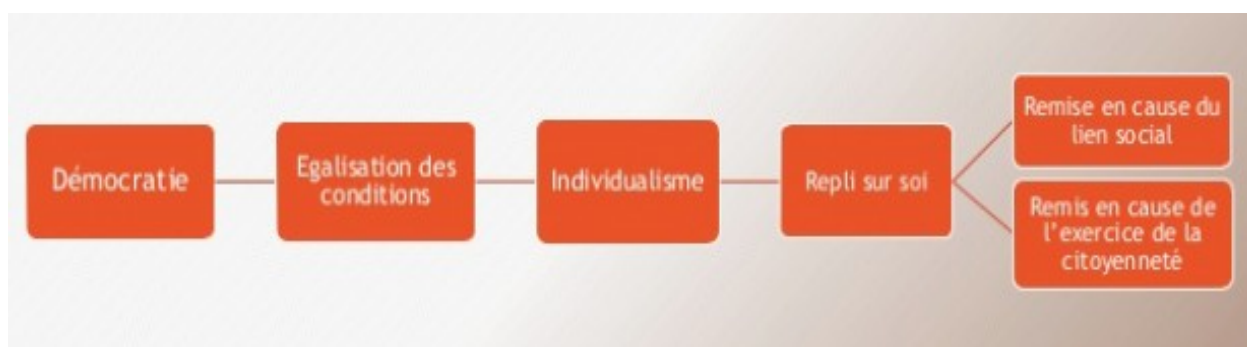 Démocratie
Egalisation des
conditions
Individualisme
Repli sur soi
Remise en cause du
lien social
Remis en cause de
l'exercice de la
citoyenneté